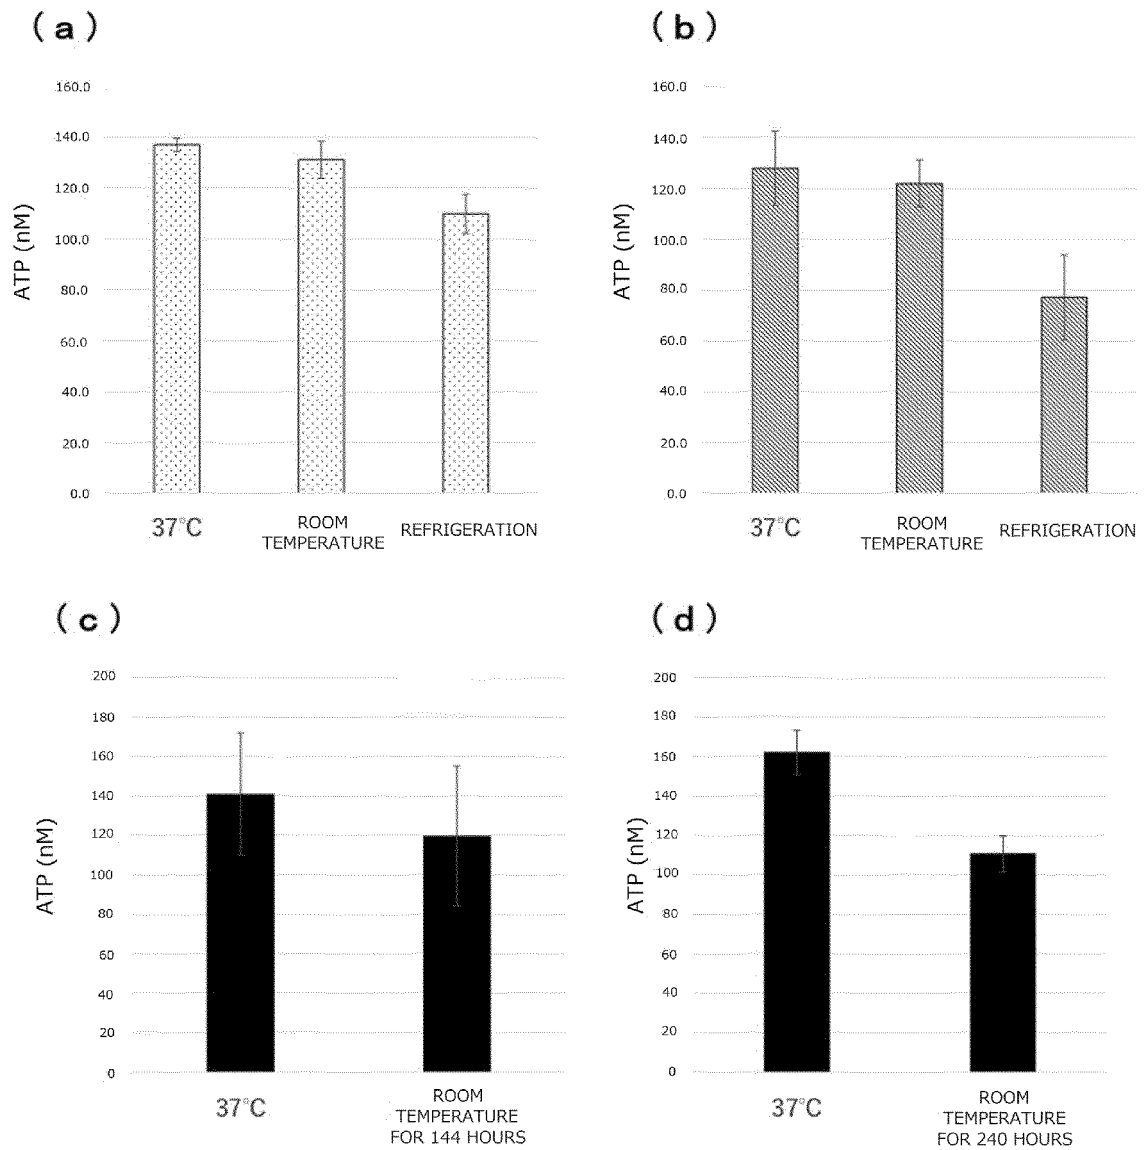 ( a )
160.0
140.0
120.0
100.0
80.0
60.0
40.0
20.0
0.0
ATP (nM)
37°C
ROOM
TEMPERATURE
REFRIGERATION
( b )
160.0
140.0
120.0
100.0
80.0
60.0
40.0
20.0
0.0
ATP (nM)
37°C
ROOM
TEMPERATURE
REFRIGERATION
( c )
200
180
160
140
120
100
80
60
40
20
0
ATP (nM)
37°C
ROOM
TEMPERATURE
FOR 144 HOURS
( d )
200
180
160
140
120
100
80
60
40
20
0
ATP (nM)
37°C
ROOM
TEMPERATURE
FOR 240 HOURS